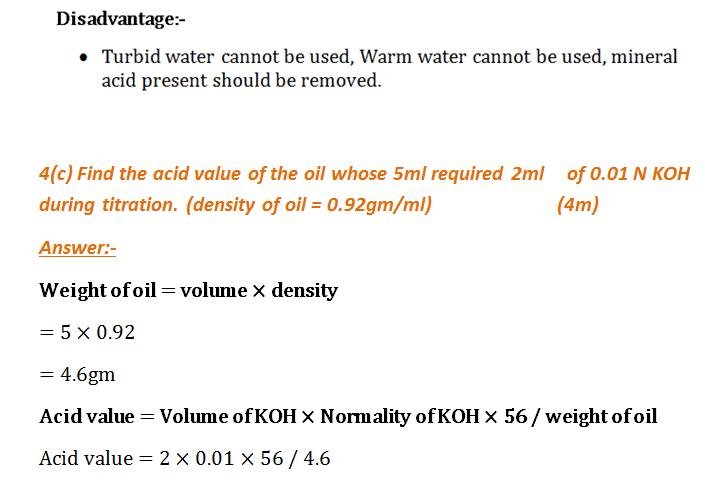 Disadvantage:-
• Turbid water cannot be used, Warm water cannot be used, mineral
acid present should be removed.
4(c) Find the acid value of the oil whose 5ml required 2ml of 0.01 N KOH
during titration. (density of oil = 0.92gm/ml) (4m)
Answer:-
Weight of oil = volume × density
= 5 × 0.92
= 4.6gm
Acid value = Volume of KOH × Normality of KOH × 56 / weight of oil
Acid value = 2 × 0.01 × 56 / 4.6